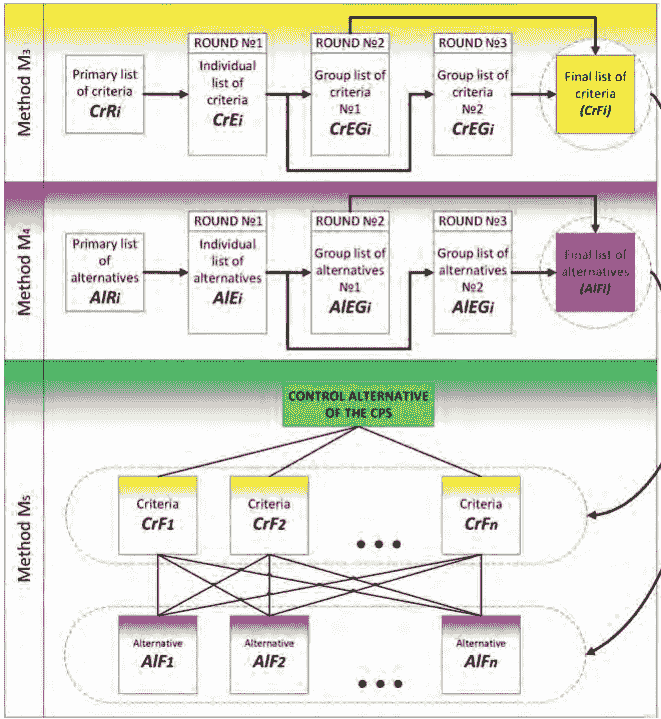 Method M3
Primary list
of criteria
CrRi
ROUND №1
Individual
list of
criteria
CrEi
ROUND №2
Group list of
criteria
№1
CrEGi
ROUND №3
Group list of
criteria
№2
CrEGi
Final list of
criteria
(CrFi)
Method M4
Primary list
of
alternatives
AlRi
ROUND №1
Individual
list of
alternatives
AlEi
ROUND №2
Group list of
alternatives
№1
AlEGi
ROUND №3
Group list of
alternatives
№2
AlEGi
Final list of
alternatives
(AlFi)
Method M5
CONTROL ALTERNATIVE
OF THE CPS
Criteria
CrF1
Criteria
CrF2
• • •
Criteria
CrFn
Alternative
AlF1
Alternative
AlF2
• • •
Alternative
AlFn